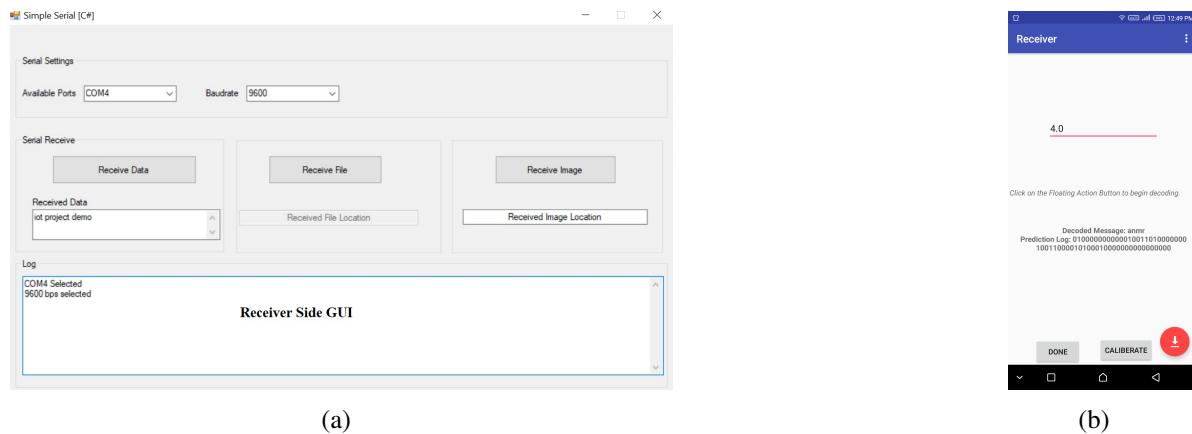 Simple Serial [C#]
Serial Settings
Available Ports COM4 Baudrate 9600
Serial Receive
Receive Data Receive File Receive Image
Received Data
iot project demo
Received File Location Received Image Location
Log
COM4 Selected
9600 bps selected
Receiver Side GUI
(a)
12:49 PM
Receiver
4.0
Click on the Floating Action Button to begin decoding.
Decoded Message: anmr
Prediction Log: 0100000000000010011010000000
1001100001010001000000000000000
DONE CALIBERATE
(b)